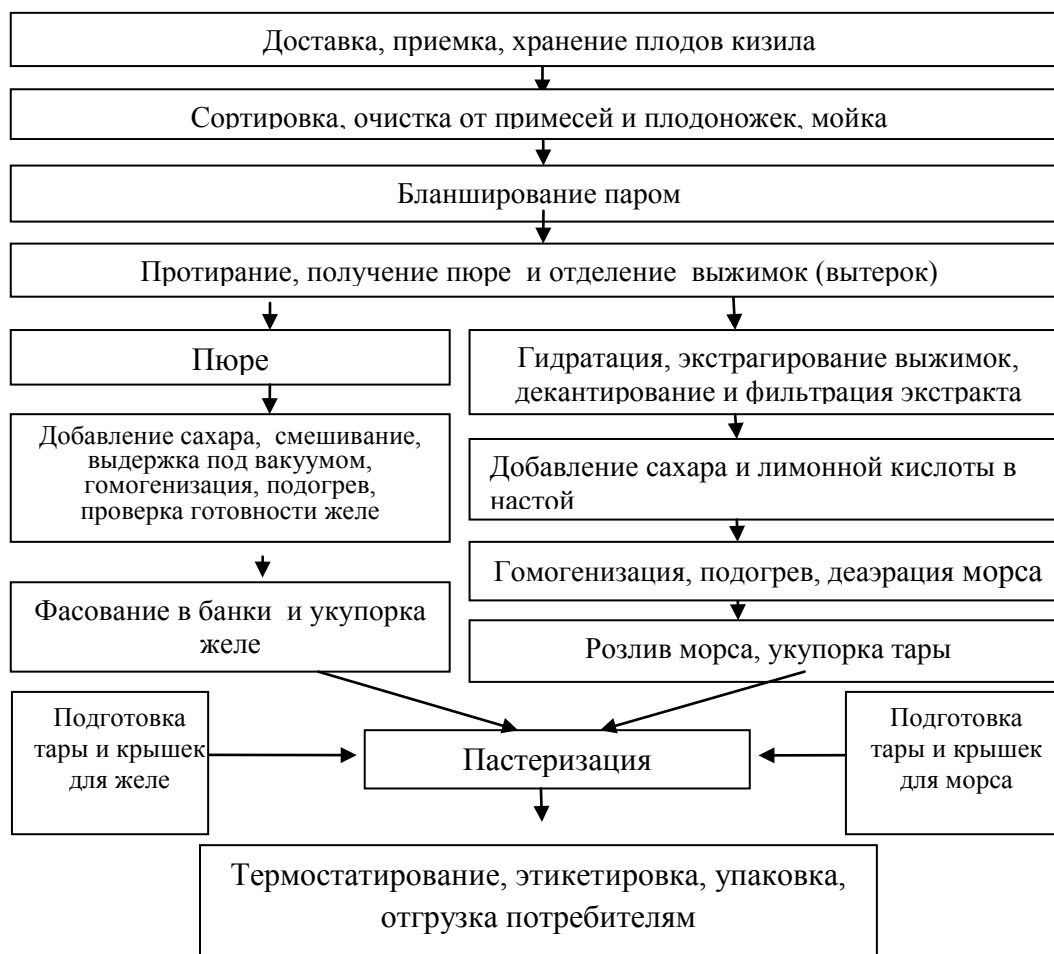 Доставка, приемка, хранение плодов кизила
Сортировка, очистка от примесей и плодоножек, мойка
Бланширование паром
Протирание, получение пюре и отделение выжимок (вытерок)
Пюре
Гидратация, экстрагирование выжимок,
декантирование и фильтрация экстракта
Добавление сахара, смешивание,
выдержка под вакуумом,
гомогенизация, подогрев,
проверка готовности желе
Добавление сахара и лимонной кислоты в
настой
Гомогенизация, подогрев, деаэрация морса
Фасование в банки и укупорка
желе
Розлив морса, укупорка тары
Подготовка
тары и крышек
для желе
Пастеризация
Подготовка
тары и крышек
для морса
Термостатирование, этикетировка, упаковка,
отгрузка потребителям